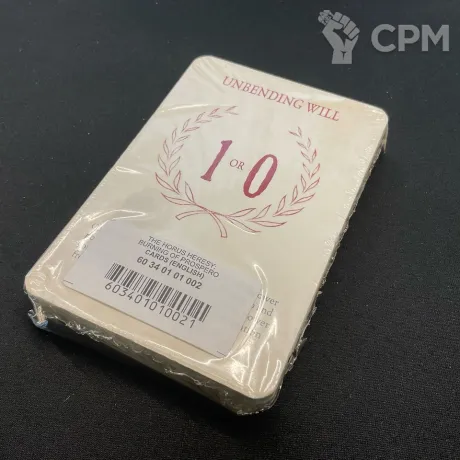 CPM
UNBENDING WILL
1 OR 0
THE HORUS HERESY:
BURNING OF PROSPERO
CARDS (ENGLISH)
60 34 01 01 002
603401010021